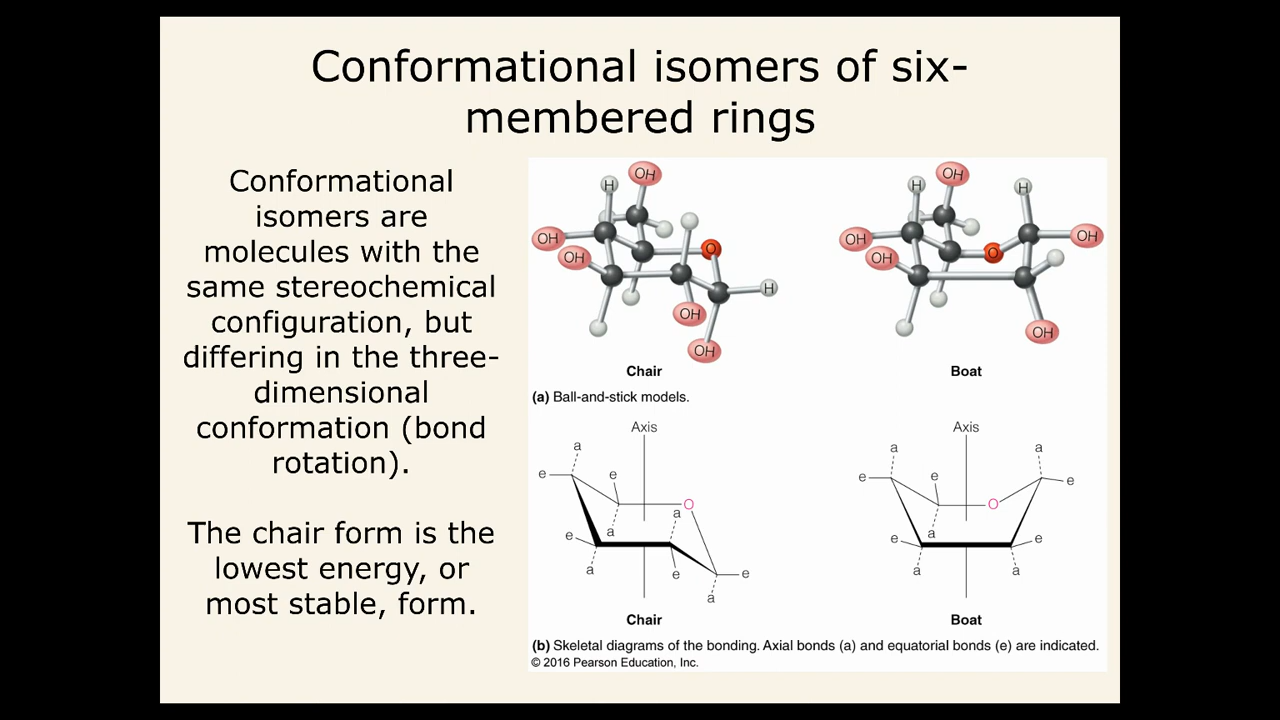 Conformational isomers of six-
membered rings
Conformational
isomers are
molecules with the
same stereochemical
configuration, but
differing in the three-
dimensional
conformation (bond
rotation).
The chair form is the
lowest energy, or
most stable, form.
OH
H
OH
OH
O
H
OH
OH
Chair
OH
H
H
OH
OH
OH
O
OH
Boat
(a) Ball-and-stick models.
Axis
a
e
e
O
a
a
e
a
e
e
a
Chair
Axis
a
a
e
e
e
O
a
e
e
a
a
Boat
(b) Skeletal diagrams of the bonding. Axial bonds (a) and equatorial bonds (e) are indicated.
© 2016 Pearson Education, Inc.